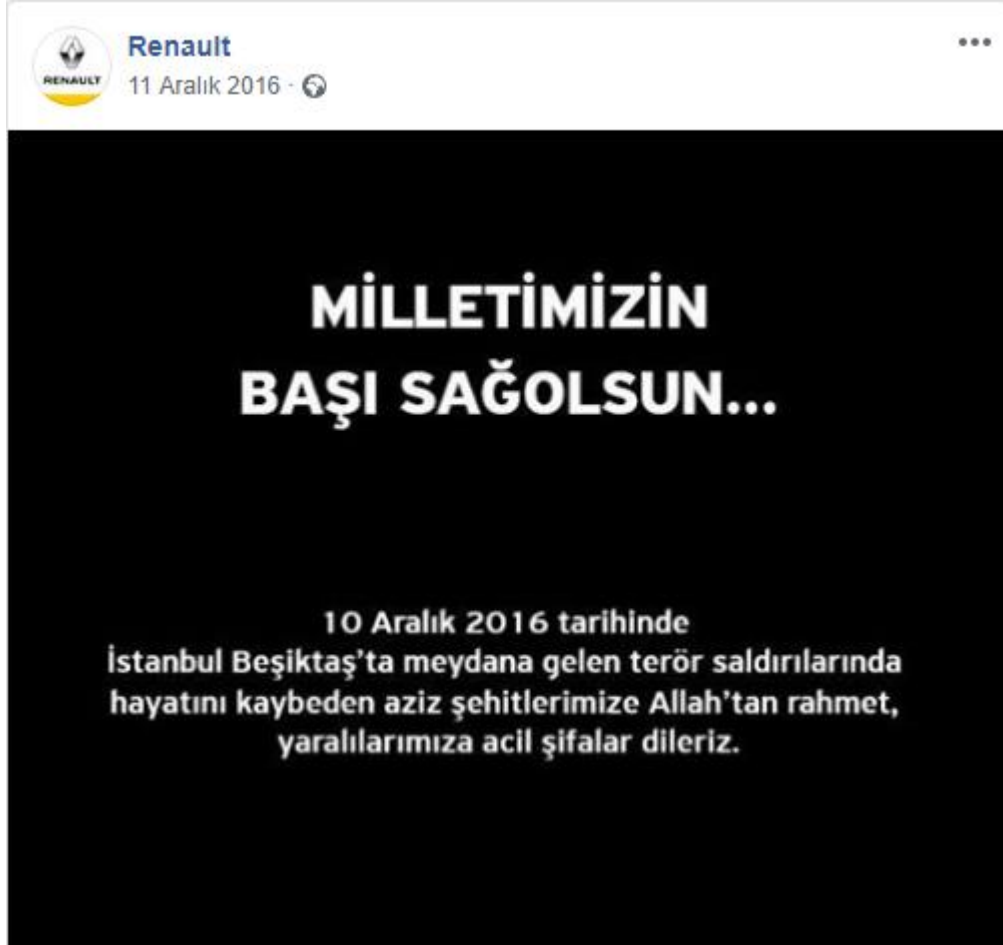 Renault
11 Aralık 2016 ·
RENAULT
MİLLETİMİZİN
BAŞI SAĞOLSUN...
10 Aralık 2016 tarihinde
İstanbul Beşiktaş'ta meydana gelen terör saldırılarında
hayatını kaybeden aziz şehitlerimize Allah'tan rahmet,
yaralılarımıza acil şifalar dileriz.